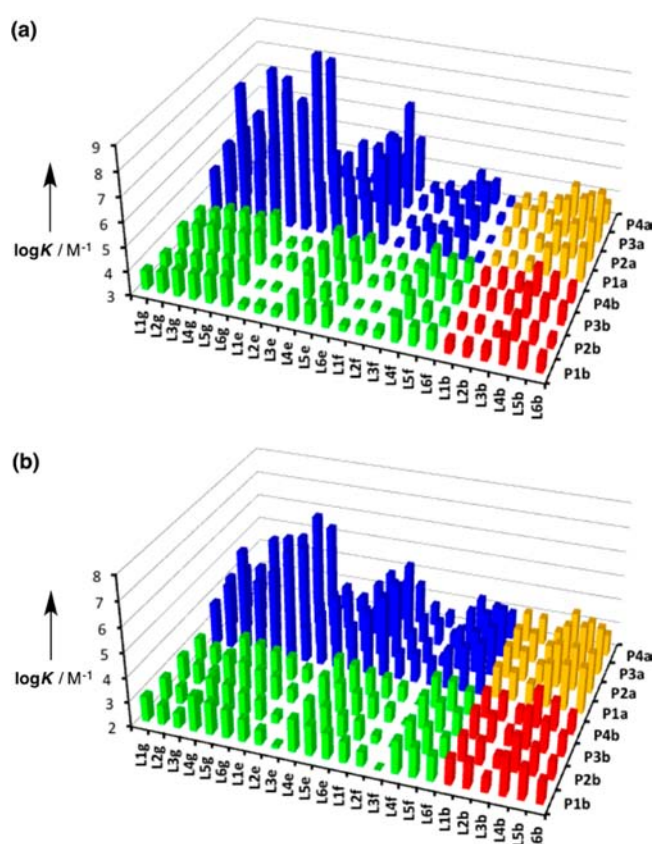 (a)
9
8
7
6
5
4
3
logK / M-1
L1g
L2g
L3g
L4g
L5g
L6g
L1e
L2e
L3e
L4e
L5e
L6e
L1f
L2f
L3f
L4f
L5f
L6f
L1b
L2b
L3b
L4b
L5b
L6b
P4a
P3a
P2a
P1a
P4b
P3b
P2b
P1b
(b)
8
7
6
5
4
3
2
logK / M-1
L1g
L2g
L3g
L4g
L5g
L6g
L1e
L2e
L3e
L4e
L5e
L6e
L1f
L2f
L3f
L4f
L5f
L6f
L1b
L2b
L3b
L4b
L5b
L6b
P4a
P3a
P2a
P1a
P4b
P3b
P2b
P1b